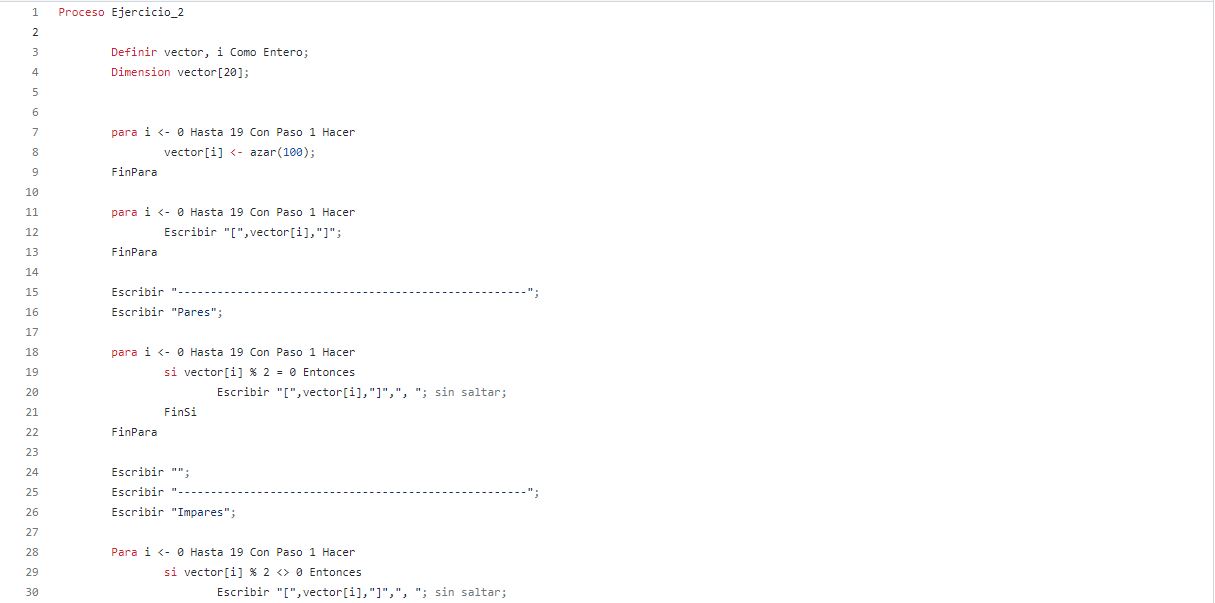 1 Proceso Ejercicio_2
2
3 Definir vector, i Como Entero;
4 Dimension vector[20];
5
6
7 para i <- 0 Hasta 19 Con Paso 1 Hacer
8 vector[i] <- azar(100);
9 FinPara
10
11 para i <- 0 Hasta 19 Con Paso 1 Hacer
12 Escribir "[",vector[i],"]";
13 FinPara
14
15 Escribir "-----------------------------------------------------";
16 Escribir "Pares";
17
18 para i <- 0 Hasta 19 Con Paso 1 Hacer
19 si vector[i] % 2 = 0 Entonces
20 Escribir "[",vector[i],"]",", "; sin saltar;
21 FinSi
22 FinPara
23
24 Escribir "";
25 Escribir "-----------------------------------------------------";
26 Escribir "Impares";
27
28 Para i <- 0 Hasta 19 Con Paso 1 Hacer
29 si vector[i] % 2 <> 0 Entonces
30 Escribir "[",vector[i],"]",", "; sin saltar;